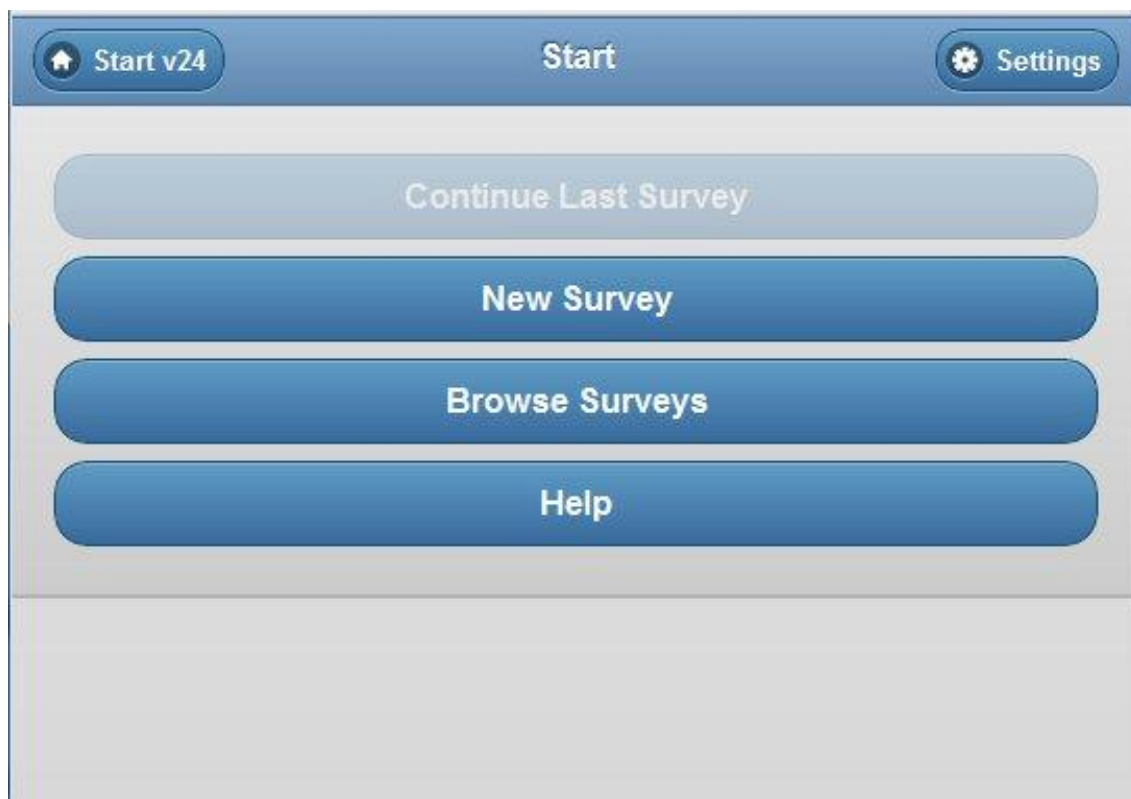 Start v24
Start
Settings
Continue Last Survey
New Survey
Browse Surveys
Help